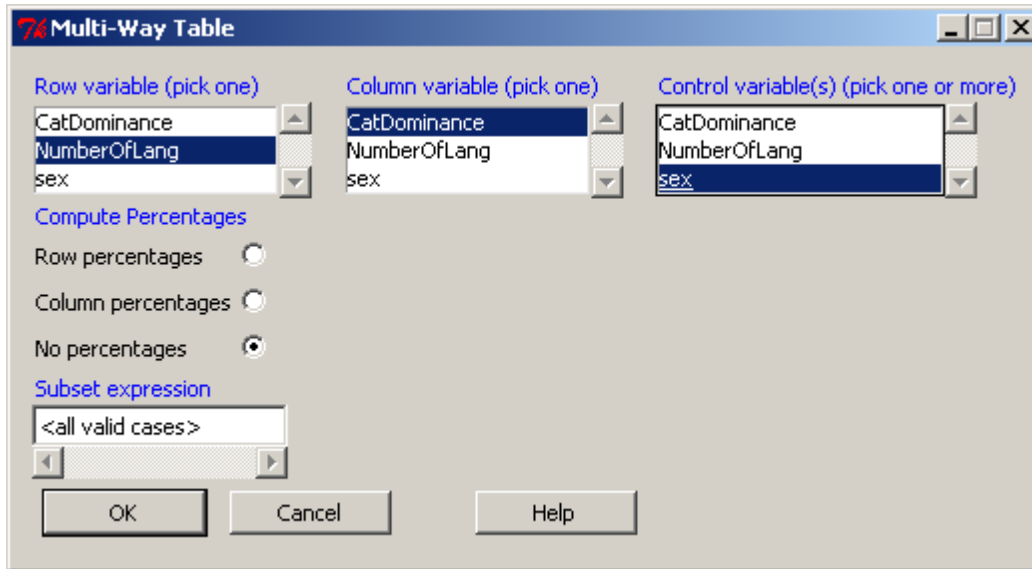 Multi-Way Table
Row variable (pick one) Column variable (pick one) Control variable(s) (pick one or more)
CatDominance CatDominance CatDominance
NumberOfLang NumberOfLang NumberOfLang
sex sex sex
Compute Percentages
Row percentages
Column percentages
No percentages
Subset expression
<all valid cases>
OK Cancel Help